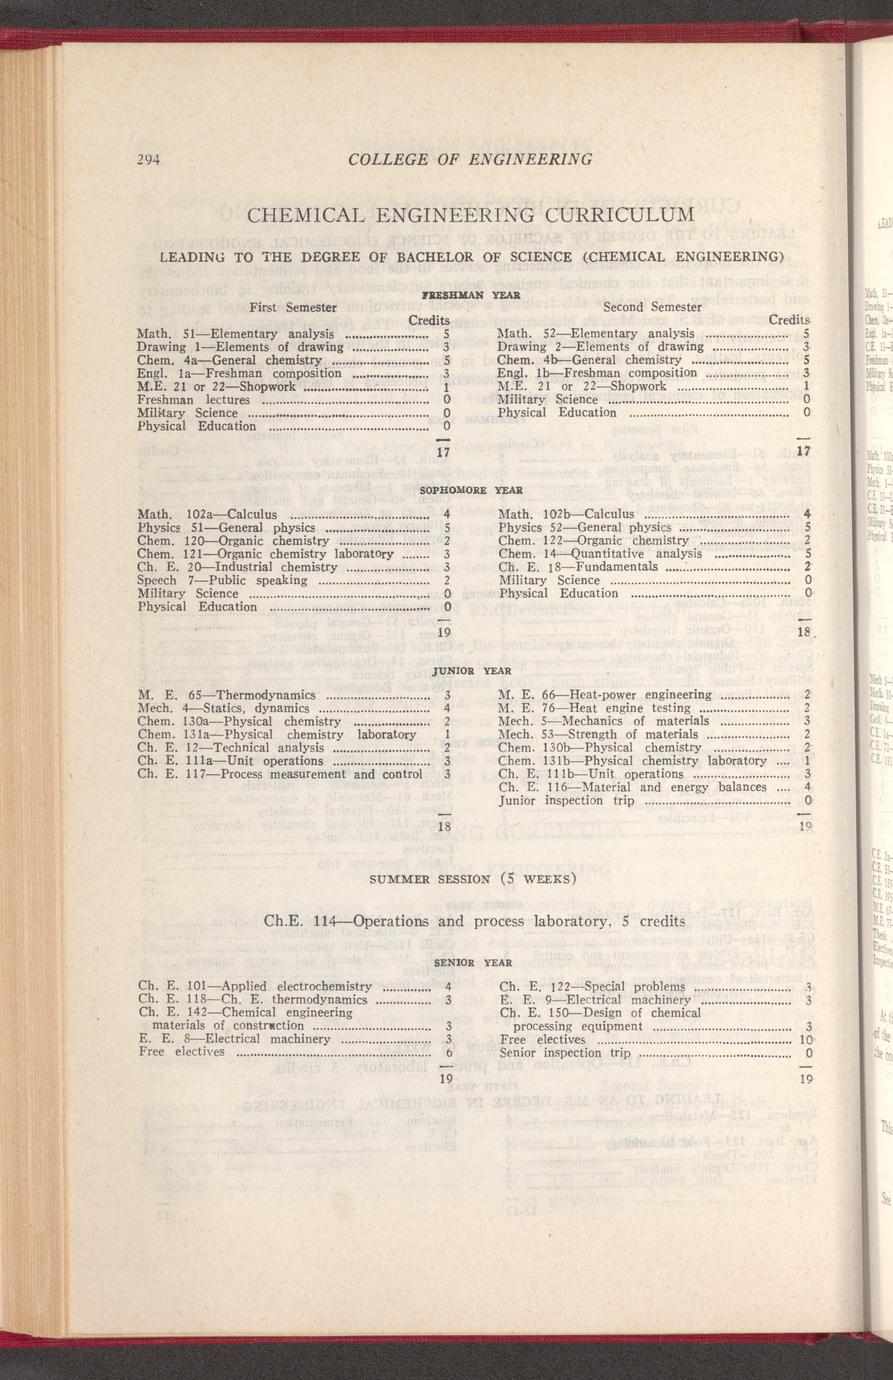 294
COLLEGE OF ENGINEERING
CHEMICAL ENGINEERING CURRICULUM
LEADING TO THE DEGREE OF BACHELOR OF SCIENCE (CHEMICAL ENGINEERING)
FRESHMAN YEAR
First Semester
Credits
Math. 51—Elementary analysis ........................ 5
Drawing 1—Elements of drawing ...................... 3
Chem. 4a—General chemistry ............................ 5
Engl. 1a—Freshman composition ...................... 3
M.E. 21 or 22—Shopwork .................................... 1
Freshman lectures ................................................ 0
Military Science .................................................... 0
Physical Education .............................................. 0
17
Second Semester
Credits
Math. 52—Elementary analysis ........................ 5
Drawing 2—Elements of drawing ...................... 3
Chem. 4b—General chemistry ............................ 5
Engl. 1b—Freshman composition ........................ 3
M.E. 21 or 22—Shopwork ................................ 1
Military Science .................................................... 0
Physical Education .............................................. 0
17
SOPHOMORE YEAR
Math. 102a—Calculus ........................................ 4
Physics 51—General physics .............................. 5
Chem. 120—Organic chemistry .......................... 2
Chem. 121—Organic chemistry laboratory ........ 3
Ch. E. 20—Industrial chemistry ........................ 3
Speech 7—Public speaking ................................ 2
Military Science .................................................... 0
Physical Education .............................................. 0
19
Math. 102b—Calculus .......................................... 4
Physics 52—General physics ................................ 5
Chem. 122—Organic chemistry .......................... 2
Chem. 14—Quantitative analysis ...................... 5
Ch. E. 18—Fundamentals .................................... 2
Military Science .................................................... 0
Physical Education .............................................. 0
18
JUNIOR YEAR
M. E. 65—Thermodynamics .............................. 3
Mech. 4—Statics, dynamics ................................ 4
Chem. 130a—Physical chemistry ...................... 2
Chem. 131a—Physical chemistry laboratory 1
Ch. E. 12—Technical analysis ............................ 2
Ch. E. 111a—Unit operations ............................ 3
Ch. E. 117—Process measurement and control 3
18
M. E. 66—Heat-power engineering .................... 2
M. E. 76—Heat engine testing .......................... 2
Mech. 5—Mechanics of materials ...................... 3
Mech. 53—Strength of materials ........................ 2
Chem. 130b—Physical chemistry ...................... 2
Chem. 131b—Physical chemistry laboratory .... 1
Ch. E. 111b—Unit operations ............................ 3
Ch. E. 116—Material and energy balances .... 4
Junior inspection trip .......................................... 0
19
SUMMER SESSION (5 WEEKS)
Ch.E. 114—Operations and process laboratory, 5 credits
SENIOR YEAR
Ch. E. 101—Applied electrochemistry .............. 4
Ch. E. 118—Ch. E. thermodynamics ................ 3
Ch. E. 142—Chemical engineering
materials of construction .................................. 3
E. E. 8—Electrical machinery .......................... 3
Free electives ........................................................ 6
19
Ch. E. 122—Special problems ............................ 3
E. E. 9—Electrical machinery .......................... 3
Ch. E. 150—Design of chemical
processing equipment ........................................ 3
Free electives ........................................................ 10
Senior inspection trip ............................................ 0
19